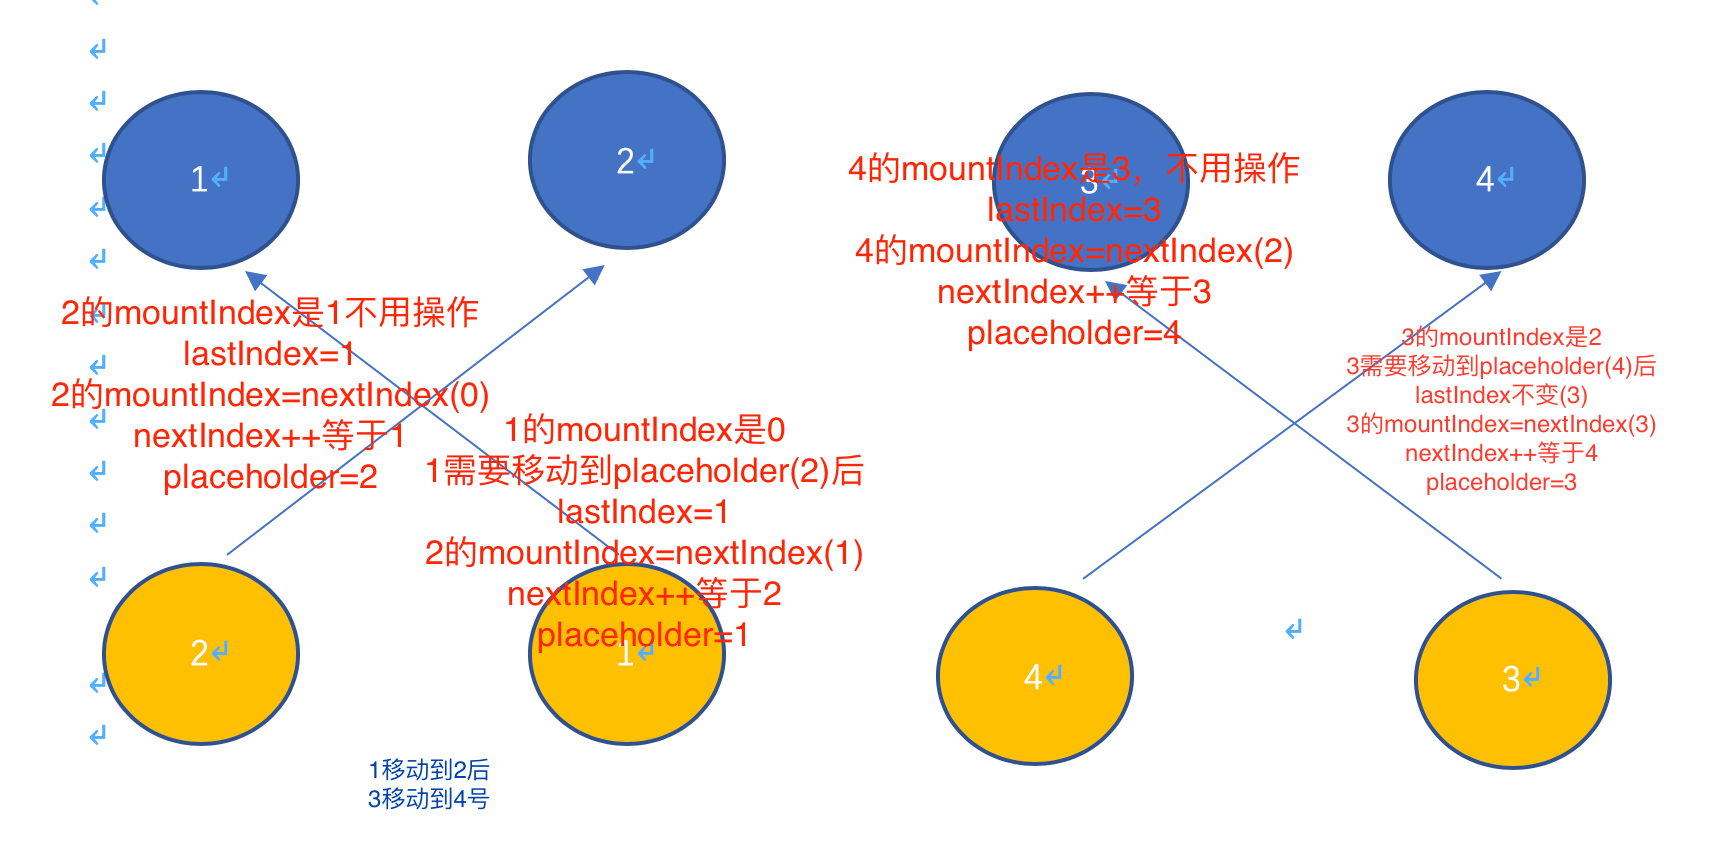 1
2
3
4
4的mountIndex是3，不用操作
lastIndex=3
4的mountIndex=nextIndex(2)
nextIndex++等于3
placeholder=4
2的mountIndex是1不用操作
lastIndex=1
2的mountIndex=nextIndex(0)
nextIndex++等于1
placeholder=2
1的mountIndex是0
1需要移动到placeholder(2)后
lastIndex=1
2的mountIndex=nextIndex(1)
nextIndex++等于2
placeholder=1
3的mountIndex是2
3需要移动到placeholder(4)后
lastIndex不变(3)
3的mountIndex=nextIndex(3)
nextIndex++等于4
placeholder=3
2
1
4
3
1移动到2后
3移动到4号